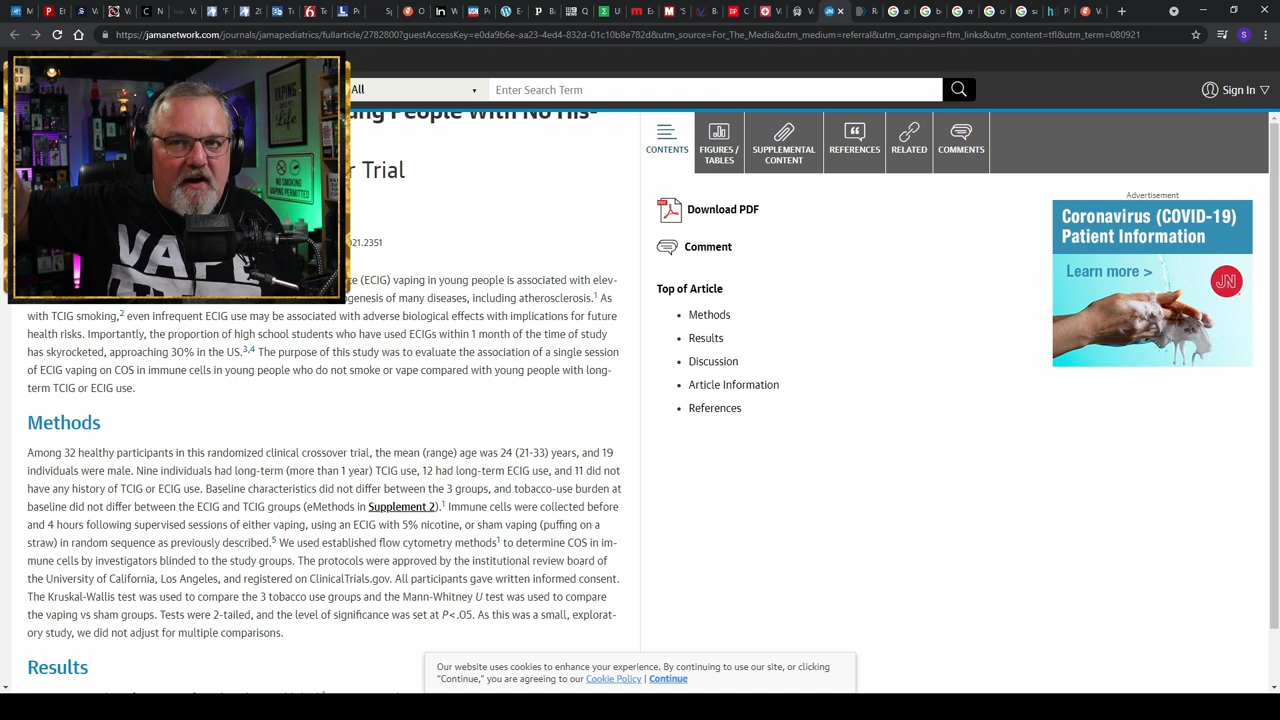 https://jamanetwork.com/journals/jamapediatrics/fullarticle/2782800?guestAccessKey=e0da9b6e-aa23-4ed4-832d-01c10b8e782d&utm_source=For_The_Media&utm_medium=referral&utm_campaign=ftm_links&utm_content=tfl&utm_term=080921
All
Enter Search Term
Sign In
ung People With No His-
r Trial
021.2351
CONTENTS
FIGURES / TABLES
SUPPLEMENTAL CONTENT
REFERENCES
RELATED
COMMENTS
VAPING
NO SMOKING
VAPING PERMITTED
VAPE
e (ECIG) vaping in young people is associated with elev-
ogenesis of many diseases, including atherosclerosis.1 As
with TCIG smoking,2 even infrequent ECIG use may be associated with adverse biological effects with implications for future
health risks. Importantly, the proportion of high school students who have used ECIGs within 1 month of the time of study
has skyrocketed, approaching 30% in the US.3,4 The purpose of this study was to evaluate the association of a single session
of ECIG vaping on COS in immune cells in young people who do not smoke or vape compared with young people with long-
term TCIG or ECIG use.
Methods
Among 32 healthy participants in this randomized clinical crossover trial, the mean (range) age was 24 (21-33) years, and 19
individuals were male. Nine individuals had long-term (more than 1 year) TCIG use, 12 had long-term ECIG use, and 11 did not
have any history of TCIG or ECIG use. Baseline characteristics did not differ between the 3 groups, and tobacco-use burden at
baseline did not differ between the ECIG and TCIG groups (eMethods in Supplement 2).1 Immune cells were collected before
and 4 hours following supervised sessions of either vaping, using an ECIG with 5% nicotine, or sham vaping (puffing on a
straw) in random sequence as previously described.5 We used established flow cytometry methods1 to determine COS in im-
mune cells by investigators blinded to the study groups. The protocols were approved by the institutional review board of
the University of California, Los Angeles, and registered on ClinicalTrials.gov. All participants gave written informed consent.
The Kruskal-Wallis test was used to compare the 3 tobacco use groups and the Mann-Whitney U test was used to compare
the vaping vs sham groups. Tests were 2-tailed, and the level of significance was set at P<.05. As this was a small, explorat-
ory study, we did not adjust for multiple comparisons.
Results
Download PDF
Comment
Top of Article
Methods
Results
Discussion
Article Information
References
Advertisement
Coronavirus (COVID-19)
Patient Information
Learn more >
JN
Our website uses cookies to enhance your experience. By continuing to use our site, or clicking
"Continue," you are agreeing to our Cookie Policy | Continue